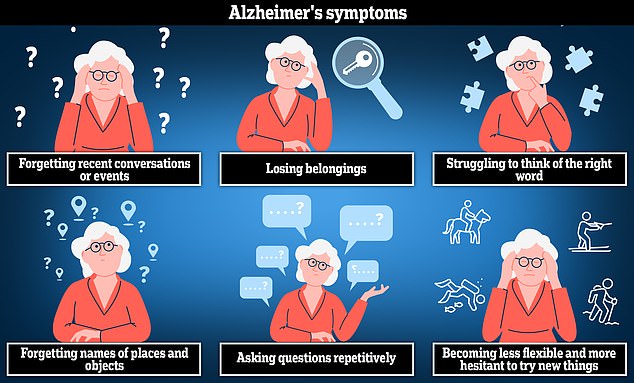 Alzheimer's symptoms
Forgetting recent conversations
or events
Losing belongings
Struggling to think of the right
word
Forgetting names of places and
objects
Asking questions repetitively
Becoming less flexible and more
hesitant to try new things